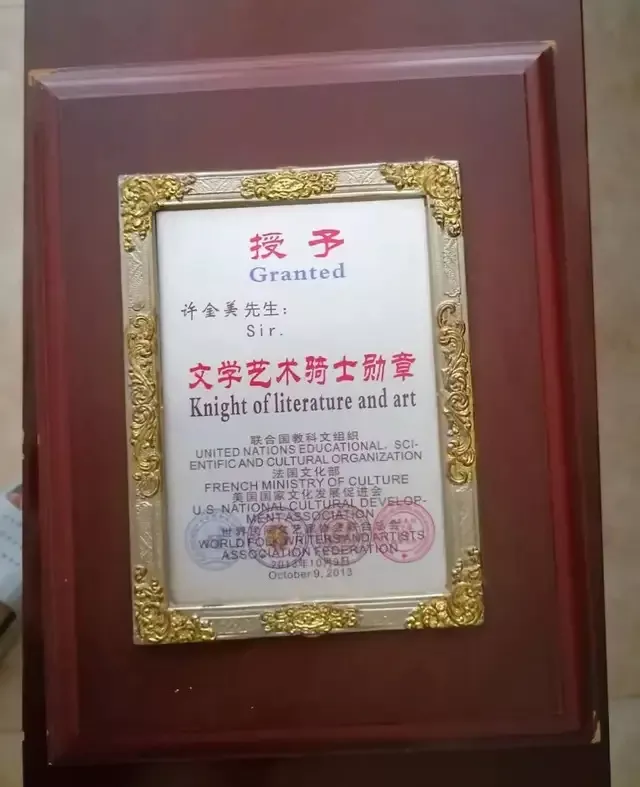 授予
Granted
许金美先生：
Sir.
文学艺术骑士勋章
Knight of literature and art
联合国教科文组织
UNITED NATIONS EDUCATIONAL, SCI-
ENTIFIC AND CULTURAL ORGANIZATION
法国文化部
FRENCH MINISTRY OF CULTURE
美国国家文化发展促进会
U.S. NATIONAL CULTURAL DEVELOP-
MENT ASSOCIATION
世界
WORLD FOLK WRITERS AND ARTISTS
ASSOCIATION FEDERATION
2013年10月9日
October 9, 2013